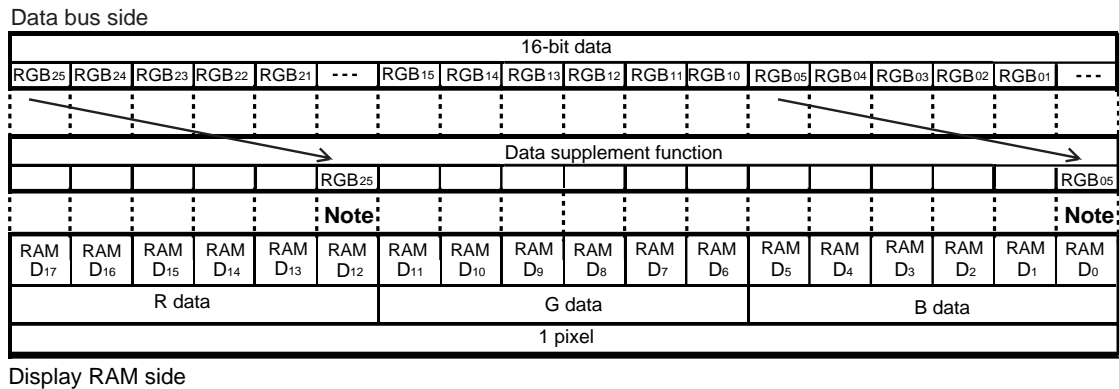 Data bus side
16-bit data
RGB25 RGB24 RGB23 RGB22 RGB21 --- RGB15 RGB14 RGB13 RGB12 RGB11 RGB10 RGB05 RGB04 RGB03 RGB02 RGB01 ---
Data supplement function
RGB25 RGB05
Note Note
RAM RAM RAM RAM RAM RAM RAM RAM RAM RAM RAM RAM RAM RAM RAM RAM RAM RAM
D17 D16 D15 D14 D13 D12 D11 D10 D9 D8 D7 D6 D5 D4 D3 D2 D1 D0
R data G data B data
1 pixel
Display RAM side